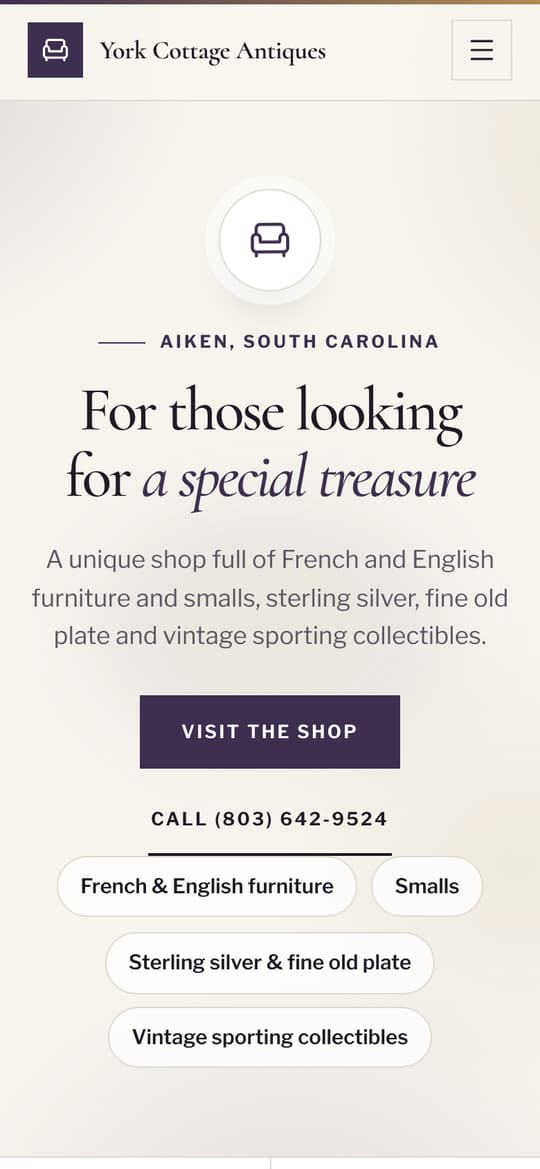 York Cottage Antiques
AIKEN, SOUTH CAROLINA
For those looking
for a special treasure
A unique shop full of French and English
furniture and smalls, sterling silver, fine old
plate and vintage sporting collectibles.
VISIT THE SHOP
CALL (803) 642-9524
French & English furniture
Smalls
Sterling silver & fine old plate
Vintage sporting collectibles